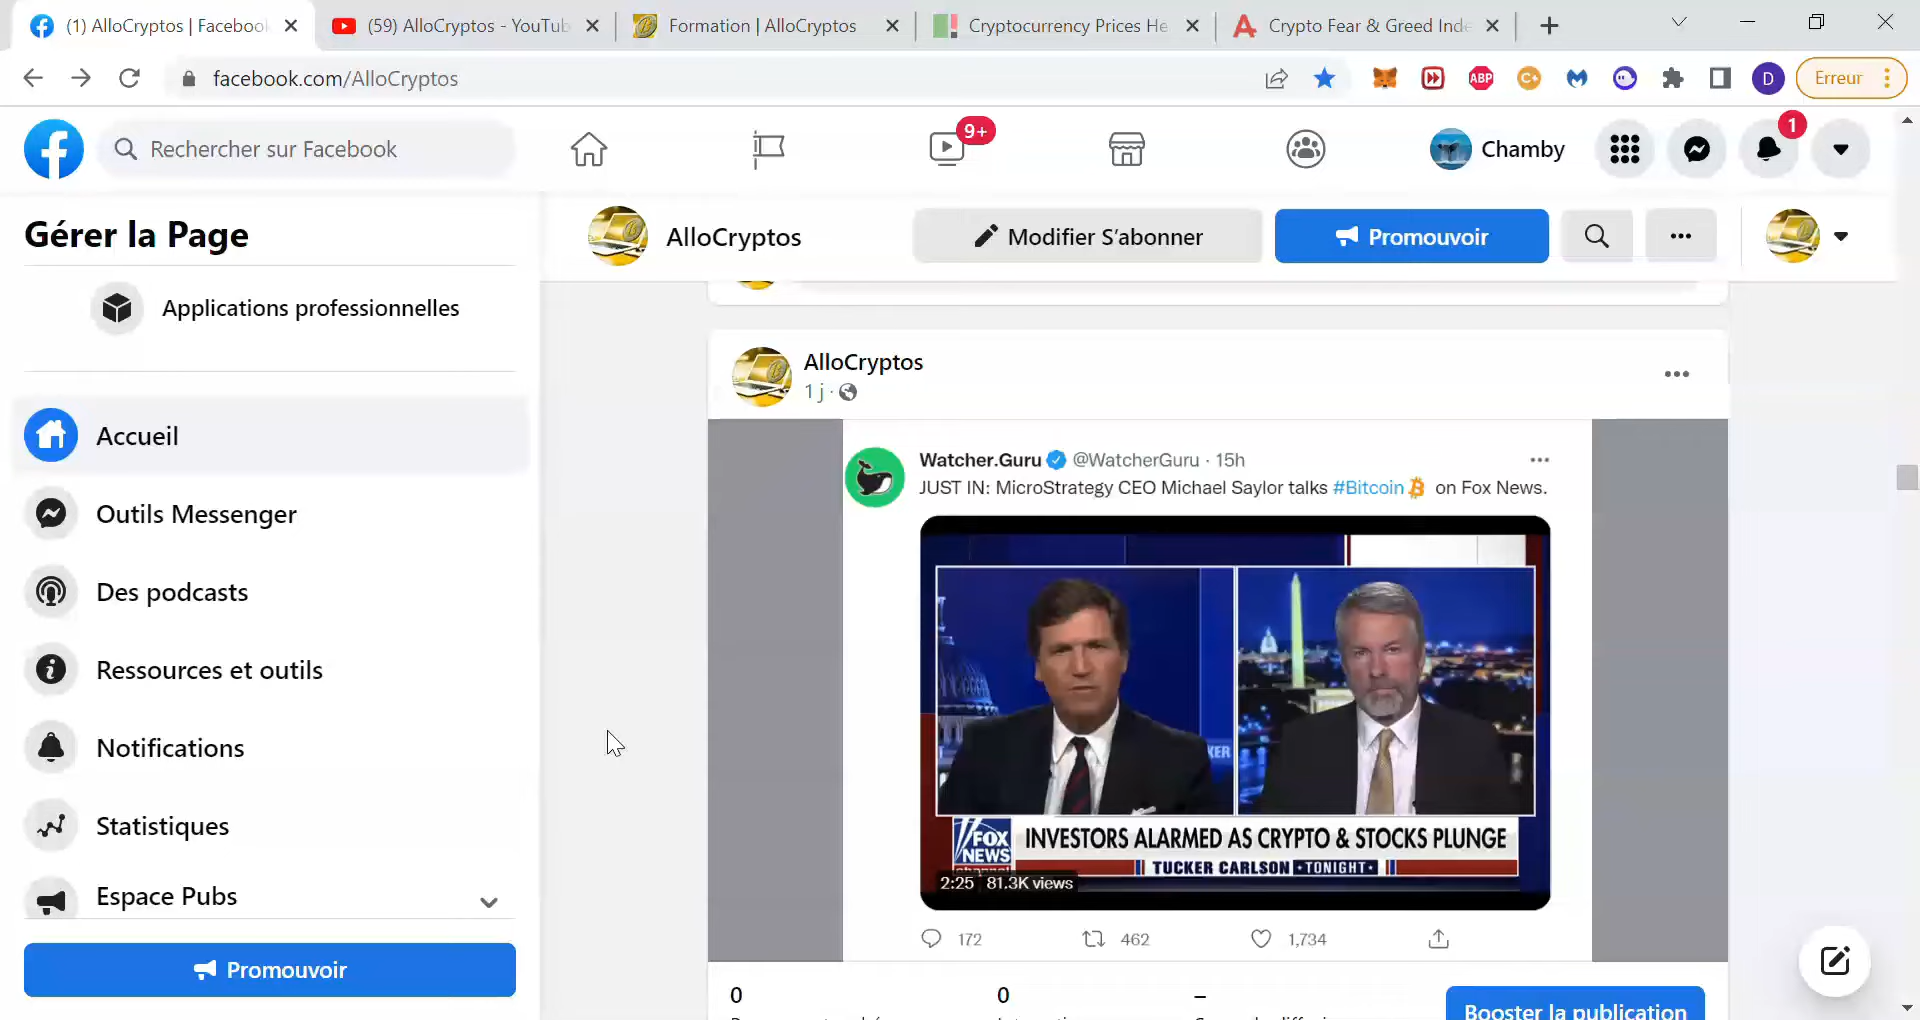 (1) AlloCryptos | Facebook
(59) AlloCryptos - YouTub
Formation | AlloCryptos
Cryptocurrency Prices He
Crypto Fear & Greed Inde
facebook.com/AlloCryptos
ABP
C+
D
Erreur
Rechercher sur Facebook
9+
Chamby
1
Gérer la Page
AlloCryptos
Modifier S'abonner
Promouvoir
Applications professionnelles
Accueil
Outils Messenger
Des podcasts
Ressources et outils
Notifications
Statistiques
Espace Pubs
Promouvoir
AlloCryptos
1 j ·
Watcher.Guru @WatcherGuru · 15h
JUST IN: MicroStrategy CEO Michael Saylor talks #Bitcoin on Fox News.
KER
FOX NEWS channel
INVESTORS ALARMED AS CRYPTO & STOCKS PLUNGE
TUCKER CARLSON • TONIGHT •
2:25 81.3K views
172 462 1,734
0 0 –
Booster la publication